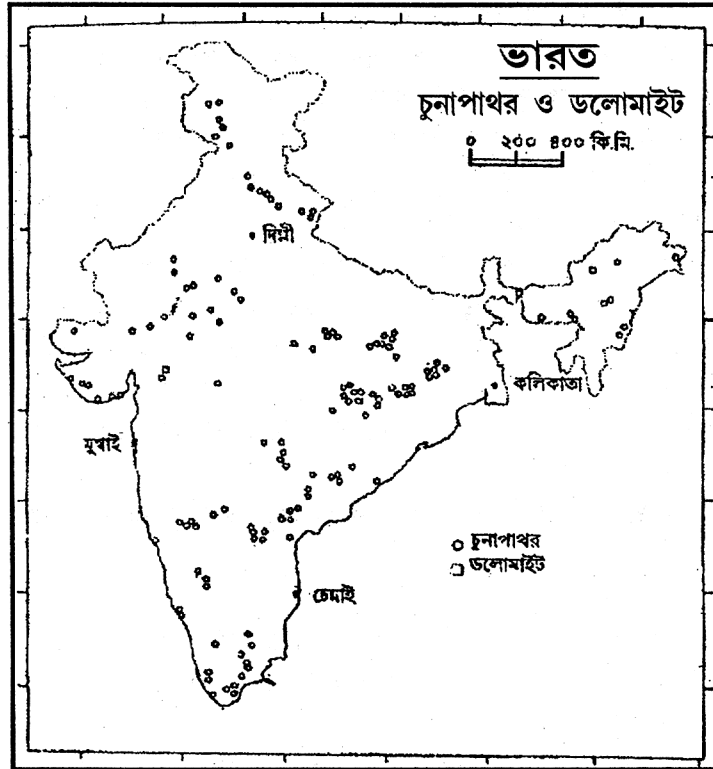 ভারত
চুনাপাথর ও ডলোমাইট
০ ২০০ ৪০০ কি.মি.
দিল্লী
কলিকাতা
মুম্বাই
চুনাপাথর
ডলোমাইট
চেন্নাই